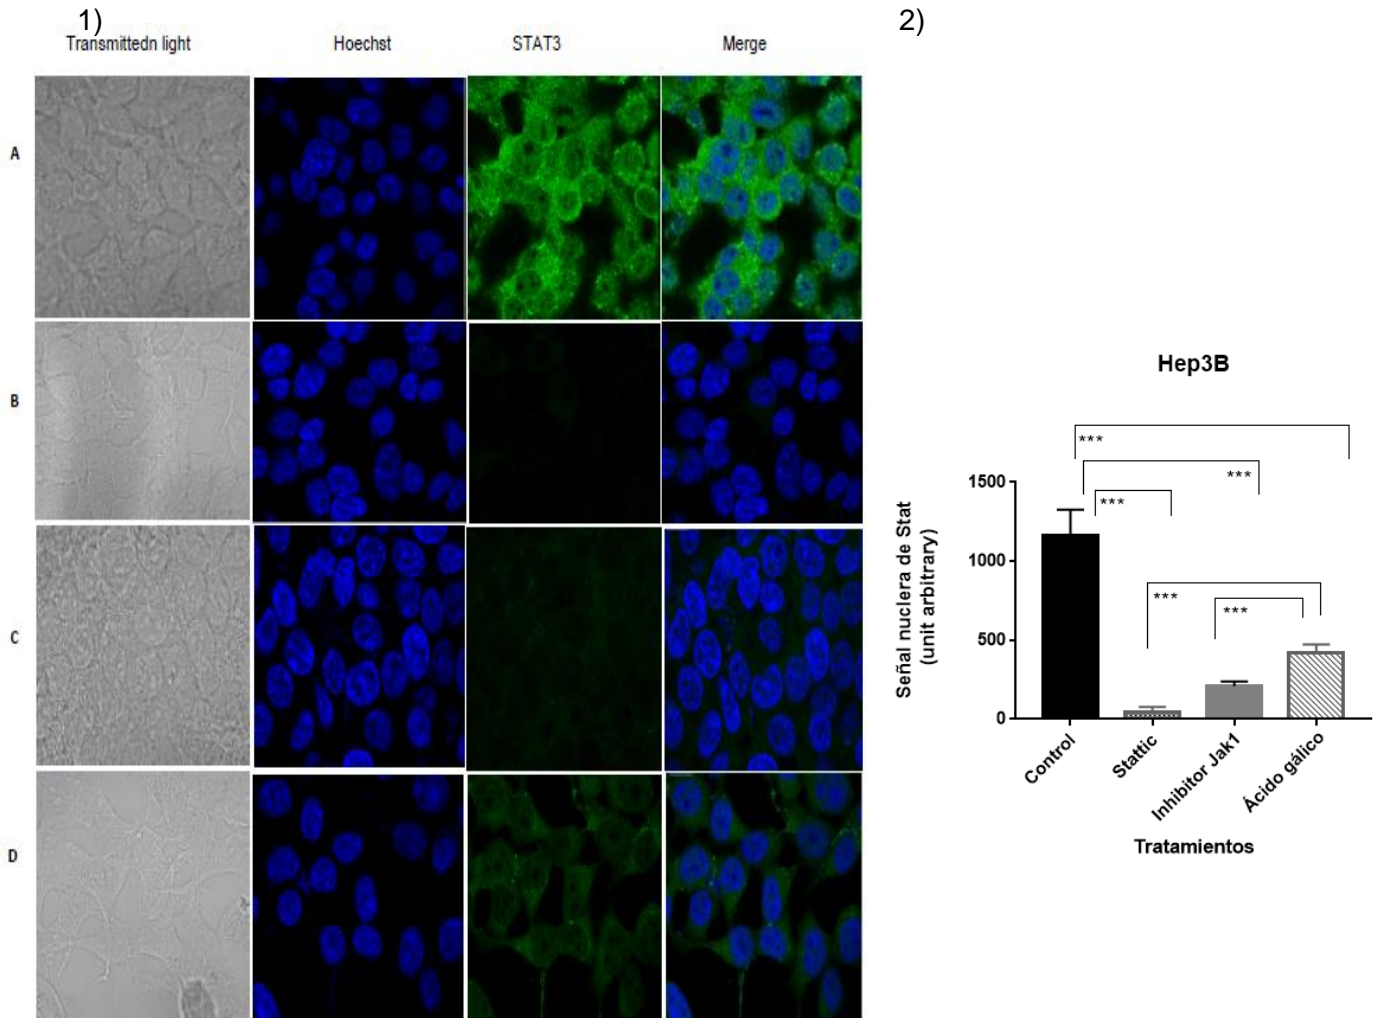 1)
Transmittedn light
Hoechst
STAT3
Merge
A
B
C
D
2)
Hep3B
***
***
***
***
***
Señal nuclera de Stat
(unit arbitrary)
1500
1000
500
0
Control
Stattic
Inhibitor Jak1
Ácido gálico
Tratamientos